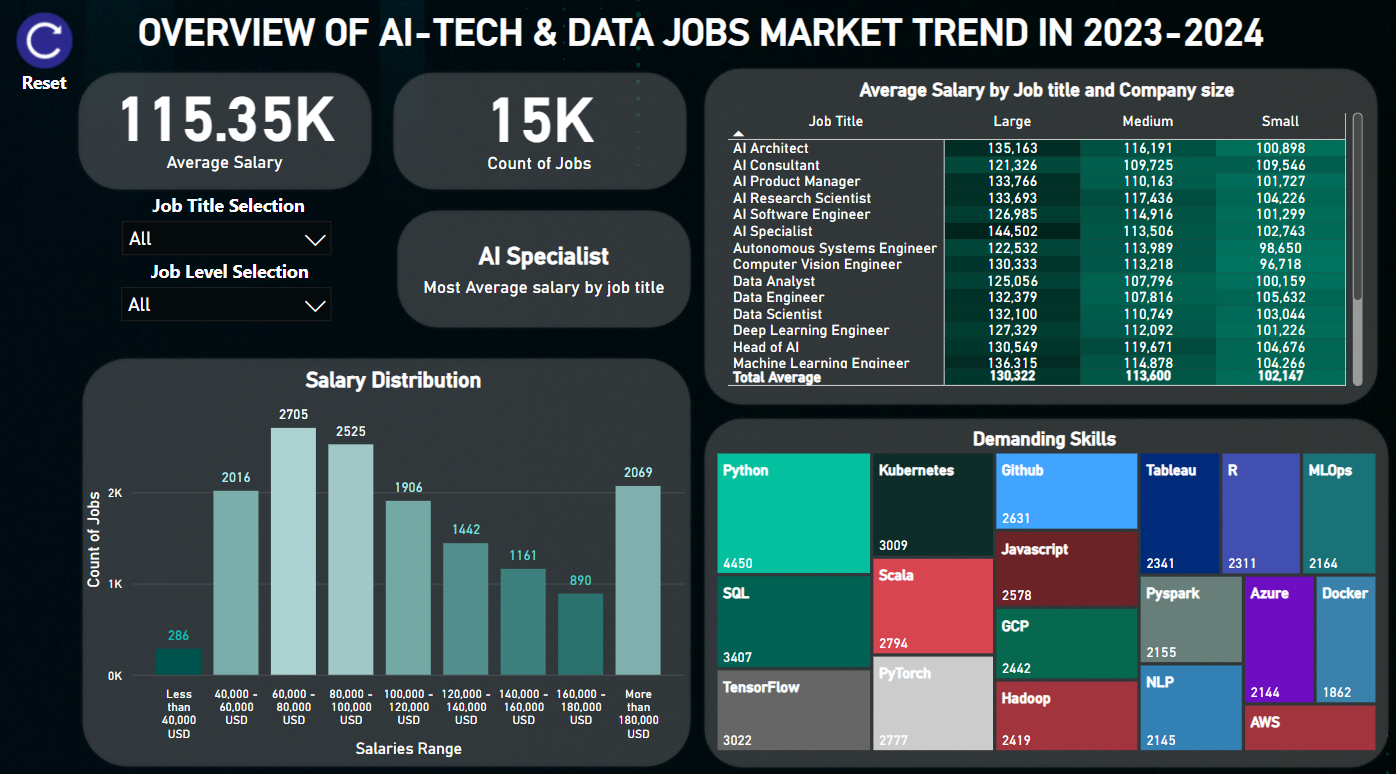 OVERVIEW OF AI-TECH & DATA JOBS MARKET TREND IN 2023-2024
Reset
115.35K
Average Salary
15K
Count of Jobs
Job Title Selection
All
Job Level Selection
All
AI Specialist
Most Average salary by job title
Average Salary by Job title and Company size
Job Title Large Medium Small
AI Architect 135,163 116,191 100,898
AI Consultant 121,326 109,725 109,546
AI Product Manager 133,766 110,163 101,727
AI Research Scientist 133,693 117,436 104,226
AI Software Engineer 126,985 114,916 101,299
AI Specialist 144,502 113,506 102,743
Autonomous Systems Engineer 122,532 113,989 98,650
Computer Vision Engineer 130,333 113,218 96,718
Data Analyst 125,056 107,796 100,159
Data Engineer 132,379 107,816 105,632
Data Scientist 132,100 110,749 103,044
Deep Learning Engineer 127,329 112,092 101,226
Head of AI 130,549 119,671 104,676
Machine Learning Engineer 136,315 114,878 104,266
Total Average 130,322 113,600 102,147
Salary Distribution
Count of Jobs
2K
1K
0K
286
2016
2705
2525
1906
1442
1161
890
2069
Less
than
40,000
USD
40,000 -
60,000
USD
60,000 -
80,000
USD
80,000 -
100,000
USD
100,000 -
120,000
USD
120,000 -
140,000
USD
140,000 -
160,000
USD
160,000 -
180,000
USD
More
than
180,000
USD
Salaries Range
Demanding Skills
Python
4450
SQL
3407
TensorFlow
3022
Kubernetes
3009
Scala
2794
PyTorch
2777
Github
2631
Javascript
2578
GCP
2442
Hadoop
2419
Tableau
2341
R
2311
MLOps
2164
Pyspark
2155
NLP
2145
Azure
2144
Docker
1862
AWS